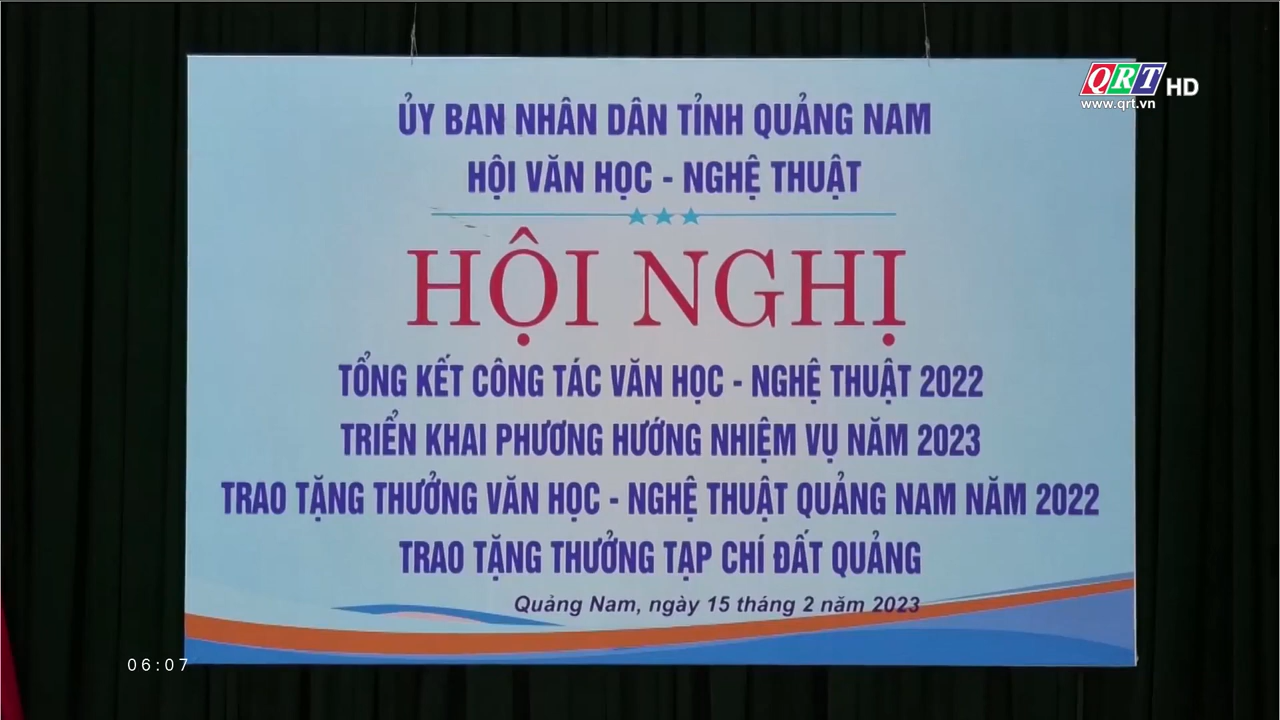 QRT HD
www.qrt.vn
ỦY BAN NHÂN DÂN TỈNH QUẢNG NAM
HỘI VĂN HỌC - NGHỆ THUẬT
HỘI NGHỊ
TỔNG KẾT CÔNG TÁC VĂN HỌC - NGHỆ THUẬT 2022
TRIỂN KHAI PHƯƠNG HƯỚNG NHIỆM VỤ NĂM 2023
TRAO TẶNG THƯỞNG VĂN HỌC - NGHỆ THUẬT QUẢNG NAM NĂM 2022
TRAO TẶNG THƯỞNG TẠP CHÍ ĐẤT QUẢNG
Quảng Nam, ngày 15 tháng 2 năm 2023
06:07